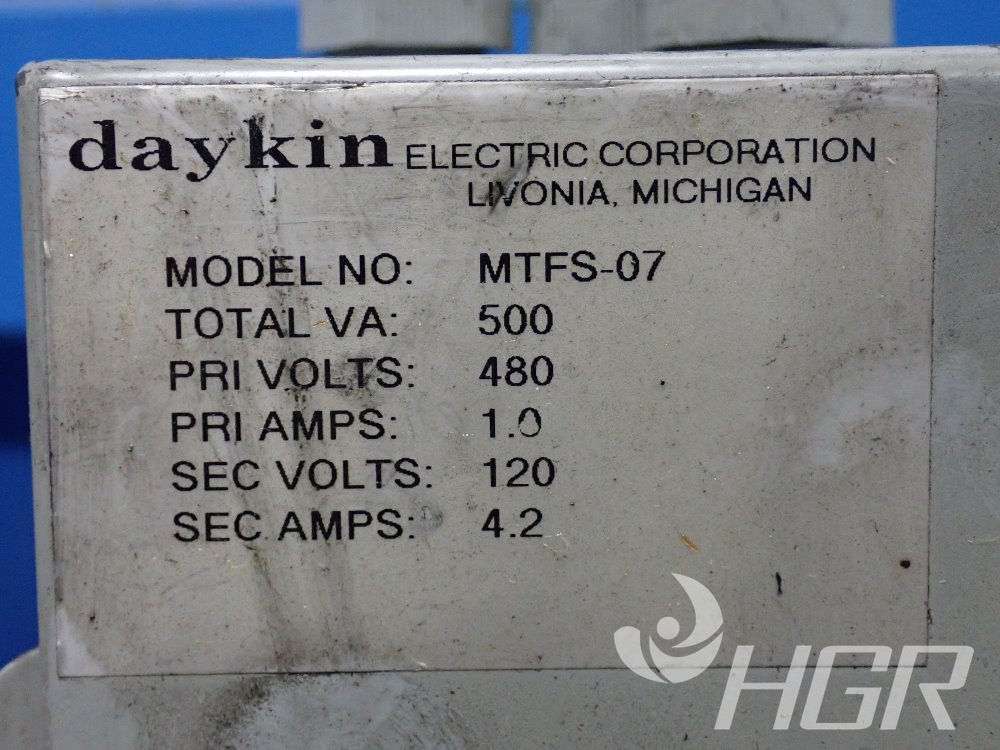 daykin ELECTRIC CORPORATION
LIVONIA, MICHIGAN
MODEL NO: MTFS-07
TOTAL VA: 500
PRI VOLTS: 480
PRI AMPS: 1.0
SEC VOLTS: 120
SEC AMPS: 4.2
HGR